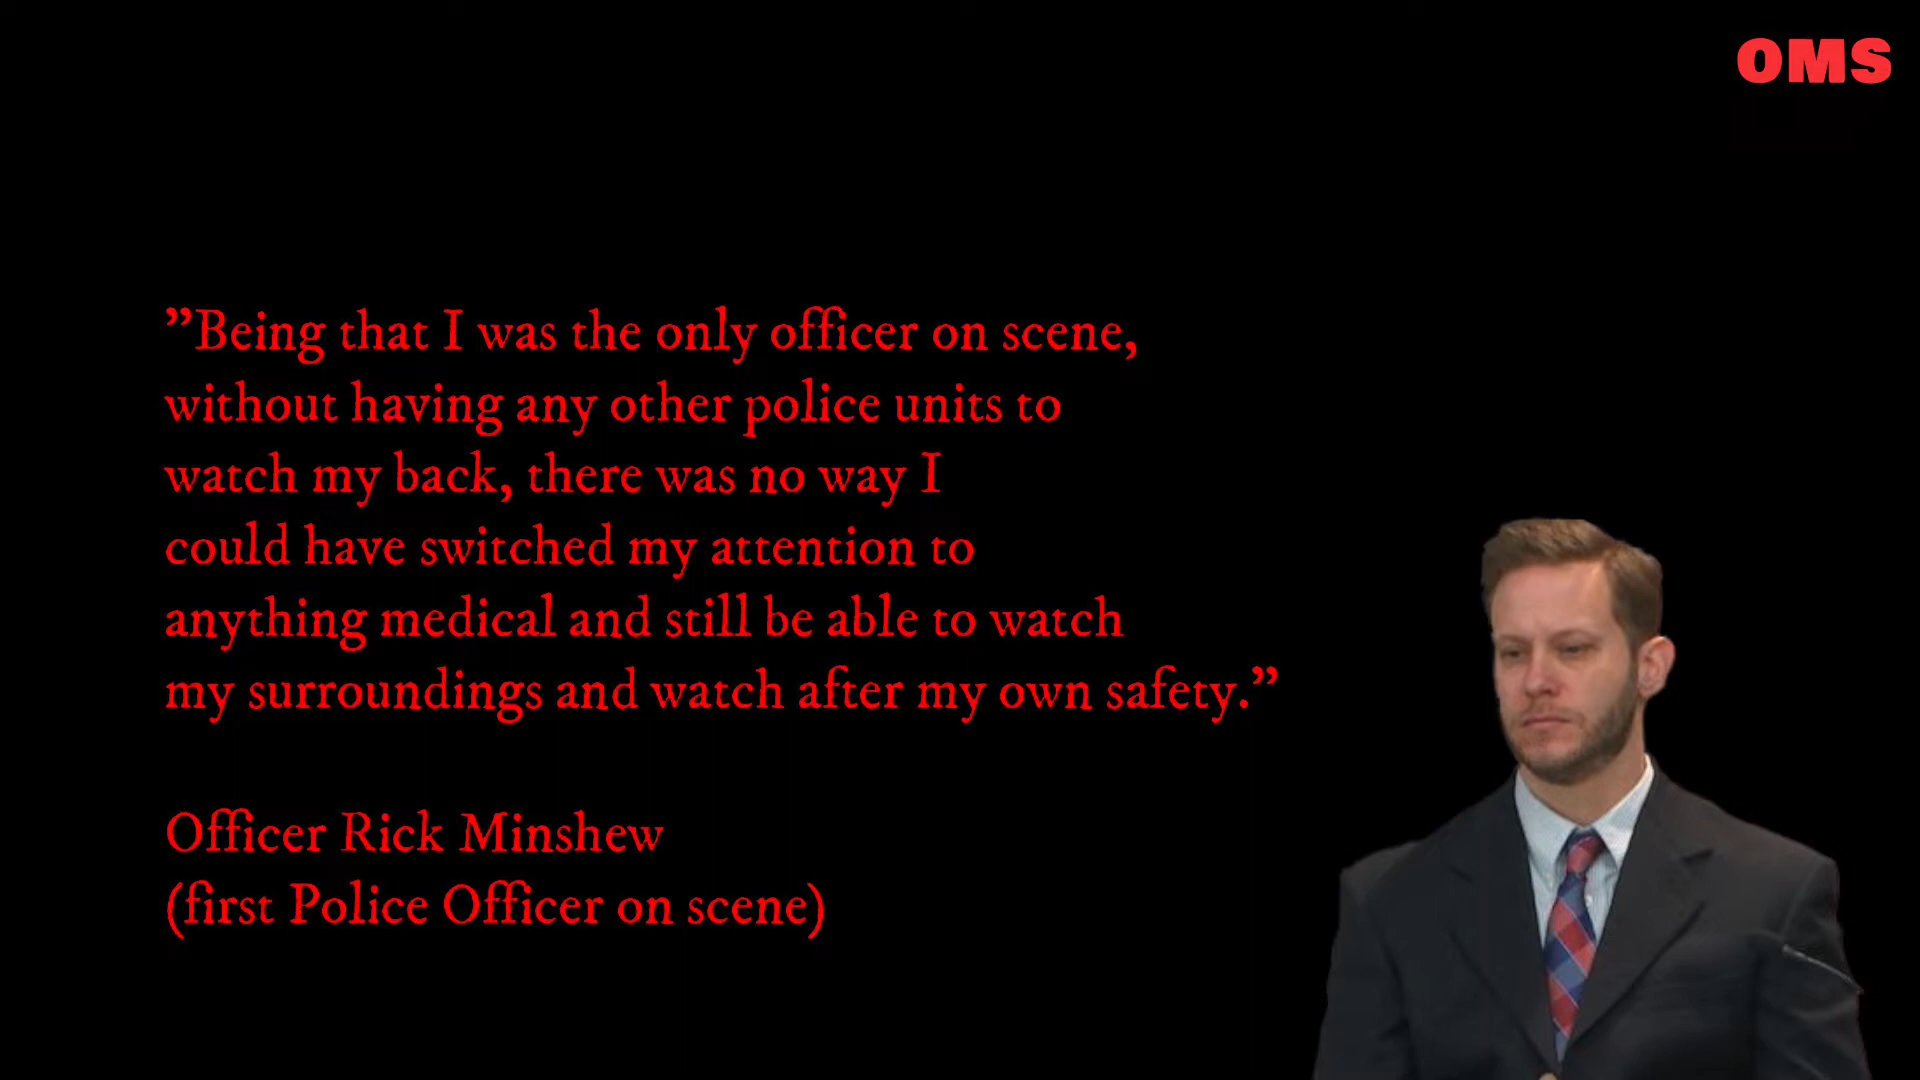 OMS
”Being that I was the only officer on scene,
without having any other police units to
watch my back, there was no way I
could have switched my attention to
anything medical and still be able to watch
my surroundings and watch after my own safety.”
Officer Rick Minshew
(first Police Officer on scene)